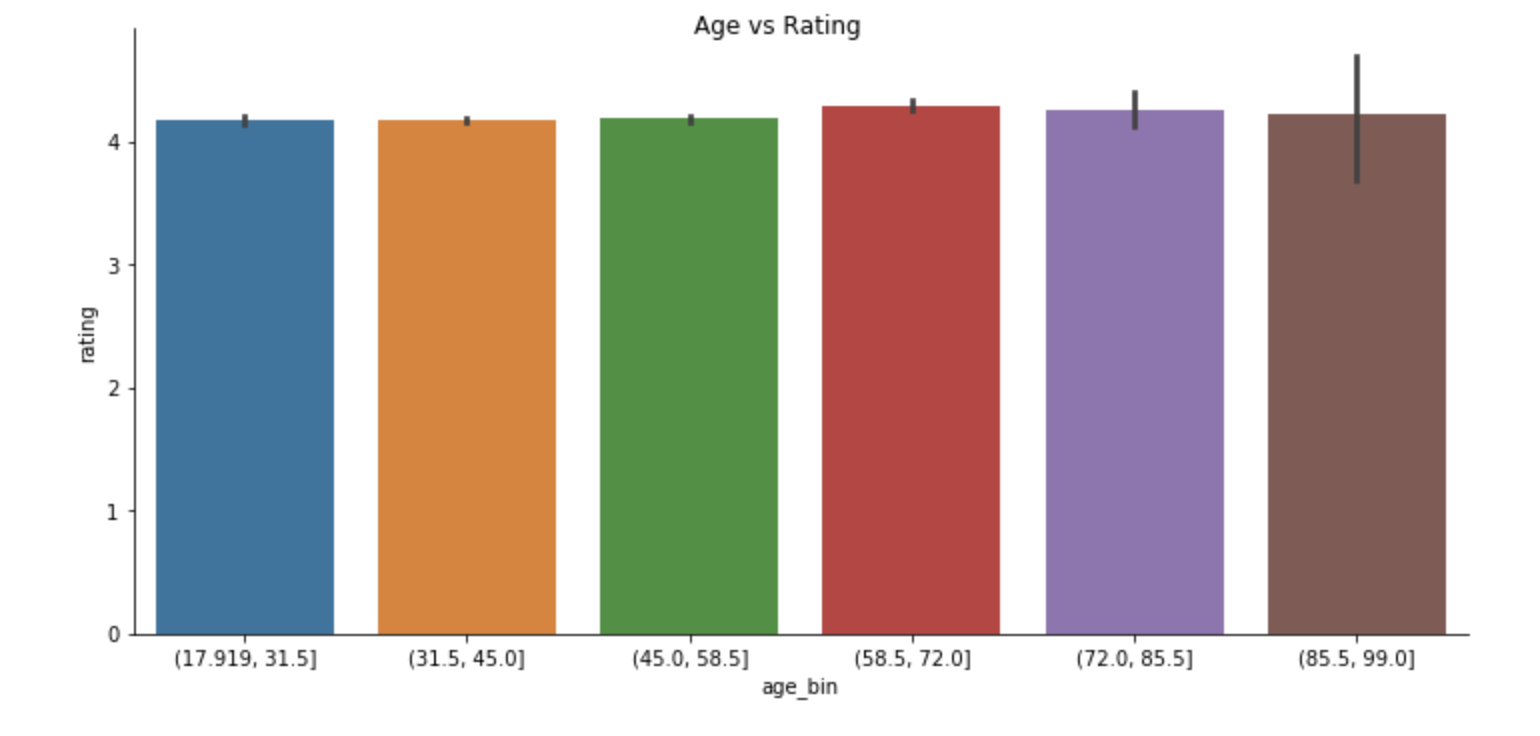 Age vs Rating
rating
4
3
2
1
0
(17.919, 31.5] (31.5, 45.0] (45.0, 58.5] (58.5, 72.0] (72.0, 85.5] (85.5, 99.0]
age_bin